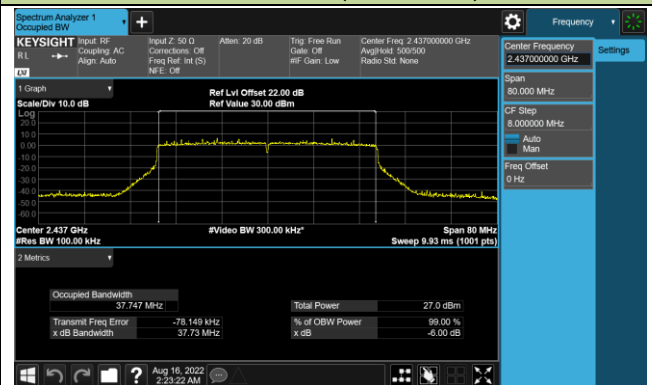 Spectrum Analyzer 1
Occupied BW
+
Frequency
KEYSIGHT
RL
LXI
Input: RF
Coupling: AC
Align: Auto
Input Z: 50 Ω
Corrections: Off
Freq Ref: Int (S)
NFE: Off
Atten: 20 dB
Trig: Free Run
Gate: Off
#IF Gain: Low
Center Freq: 2.437000000 GHz
Avg|Hold: 500/500
Radio Std: None
Center Frequency
2.437000000 GHz
Settings
Span
80.000 MHz
CF Step
8.000000 MHz
Auto
Man
Freq Offset
0 Hz
1 Graph
Scale/Div 10.0 dB
Ref Lvl Offset 22.00 dB
Ref Value 30.00 dBm
Log
20.0
10.0
0.00
-10.0
-20.0
-30.0
-40.0
-50.0
-60.0
Center 2.437 GHz
#Res BW 100.00 kHz
#Video BW 300.00 kHz*
Span 80 MHz
Sweep 9.93 ms (1001 pts)
2 Metrics
Occupied Bandwidth
37.747 MHz
Total Power 27.0 dBm
Transmit Freq Error -78.149 kHz
% of OBW Power 99.00 %
x dB Bandwidth 37.73 MHz
x dB -6.00 dB
?
Aug 16, 2022
2:23:22 AM